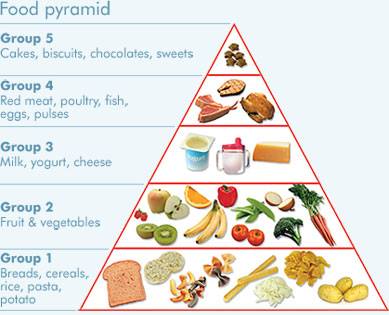 Food pyramid
Group 5
Cakes, biscuits, chocolates, sweets
Group 4
Red meat, poultry, fish,
eggs, pulses
Group 3
Milk, yogurt, cheese
Group 2
Fruit & vegetables
Group 1
Breads, cereals,
rice, pasta,
potato